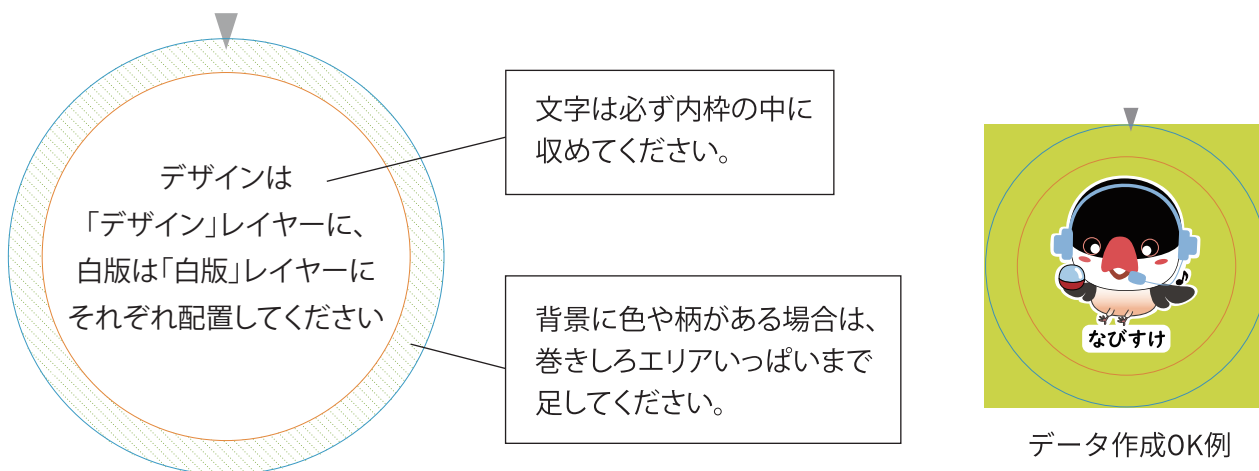 デザインは
「デザイン」レイヤーに、
白版は「白版」レイヤーに
それぞれ配置してください
文字は必ず内枠の中に
収めてください。
背景に色や柄がある場合は、
巻きしろエリアいっぱいまで
足してください。
なびすけ
データ作成OK例